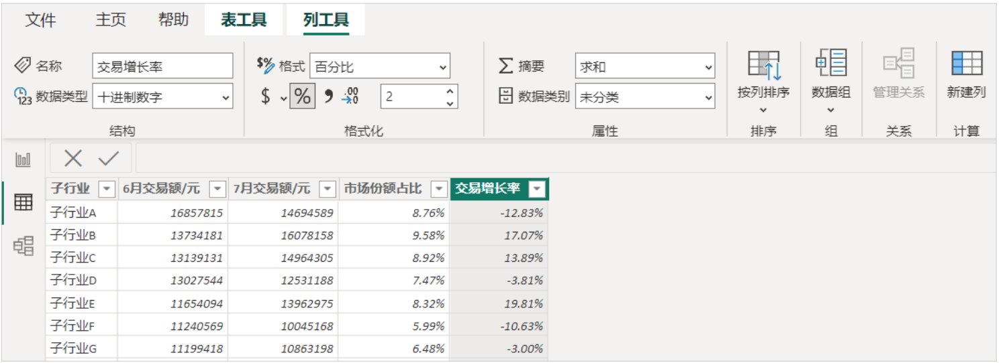 文件 主页 帮助 表工具 列工具
名称 交易增长率 $% 格式 百分比 Σ 摘要 求和
123 数据类型 十进制数字 $ % , .00 .0 2 数据类别 未分类 按列排序 数据组 管理关系 新建列
结构 格式化 属性 排序 组 关系 计算
子行业 6月交易额/元 7月交易额/元 市场份额占比 交易增长率
子行业A 16857815 14694589 8.76% -12.83%
子行业B 13734181 16078158 9.58% 17.07%
子行业C 13139131 14964305 8.92% 13.89%
子行业D 13027544 12531188 7.47% -3.81%
子行业E 11654094 13962975 8.32% 19.81%
子行业F 11240569 10045168 5.99% -10.63%
子行业G 11199418 10863198 6.48% -3.00%